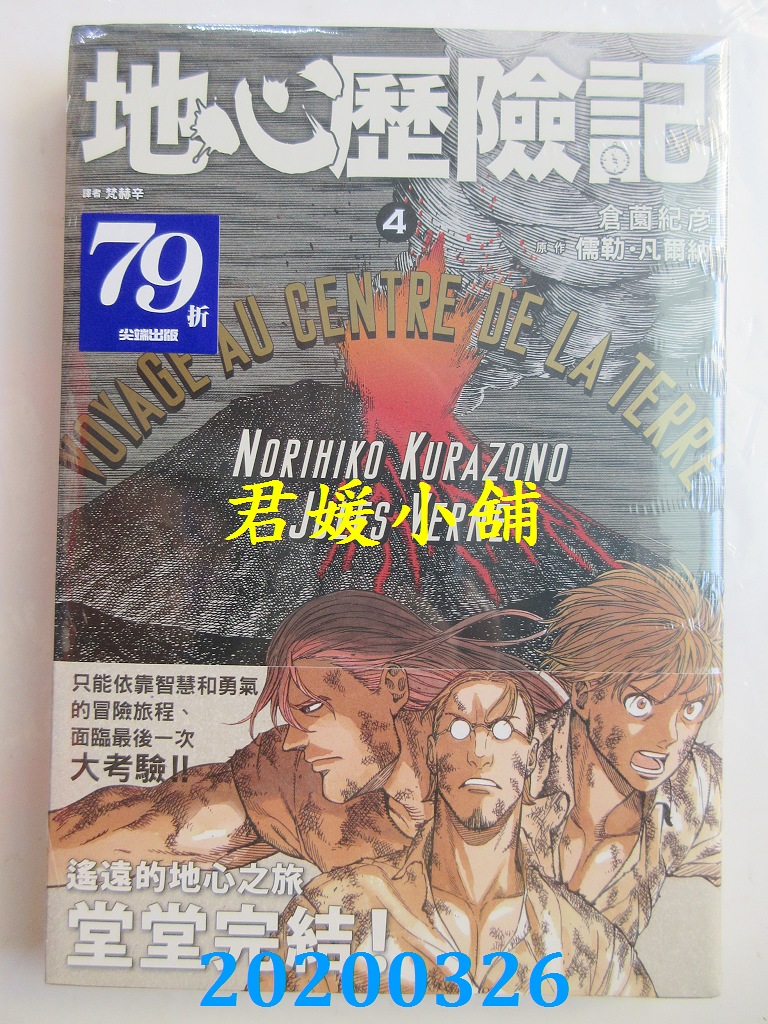 地心歷險記
譯者 梵赫辛
4
倉薗紀彦
原作 儒勒·凡爾納
79折
尖端出版
VOYAGE AU CENTRE DE LA TERRE
NORIHIKO KURAZONO
JULES VERNE
君媛小舖
只能依靠智慧和勇氣
的冒險旅程、
面臨最後一次
大考驗!!
遙遠的地心之旅
堂堂完結!
20200326